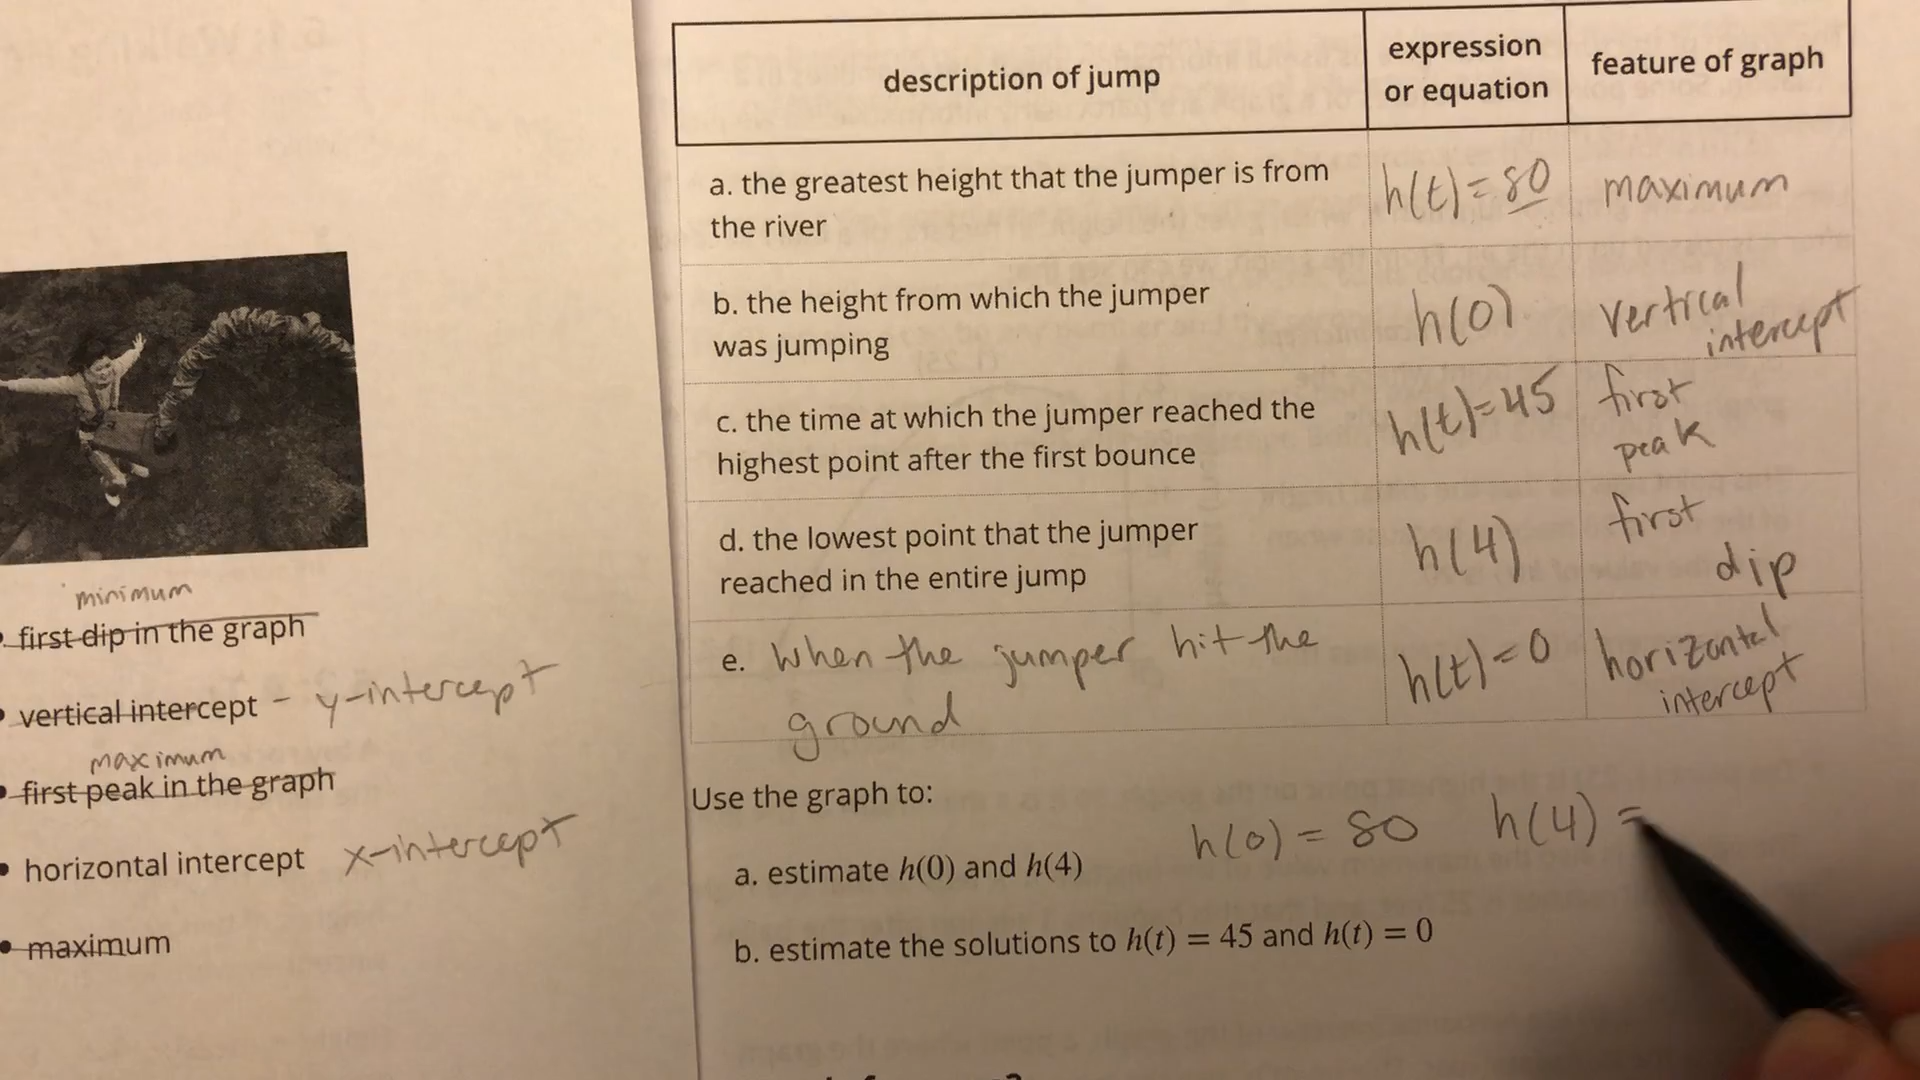 description of jump
expression
or equation
feature of graph
a. the greatest height that the jumper is from
the river
h(t)=80
maximum
b. the height from which the jumper
was jumping
h(0)
vertical
intercept
c. the time at which the jumper reached the
highest point after the first bounce
h(t)=45
first
peak
d. the lowest point that the jumper
reached in the entire jump
h(4)
first
dip
e. when the jumper hit the
ground
h(t)=0
horizontal
intercept
minimum
first dip in the graph
vertical intercept - y-intercept
maximum
first peak in the graph
horizontal intercept x-intercept
maximum
Use the graph to:
h(0) = 80 h(4) =
a. estimate h(0) and h(4)
b. estimate the solutions to h(t) = 45 and h(t) = 0